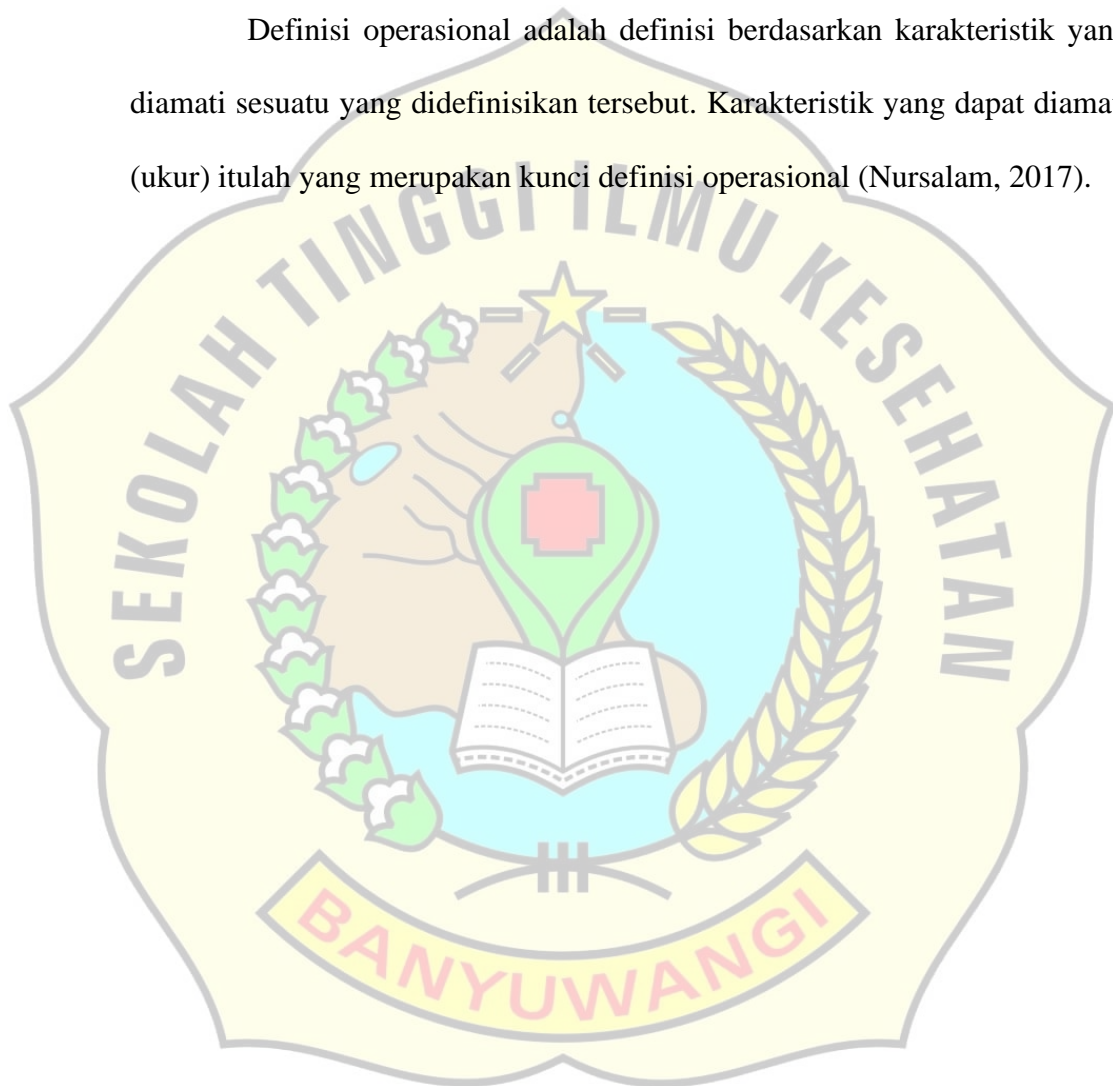 Definisi operasional adalah definisi berdasarkan karakteristik yan
diamati sesuatu yang didefinisikan tersebut. Karakteristik yang dapat diama
(ukur) itulah yang merupakan kunci definisi operasional (Nursalam, 2017).
SEKOLAH TINGGI ILMU KESEHATAN
BANYUWANGI